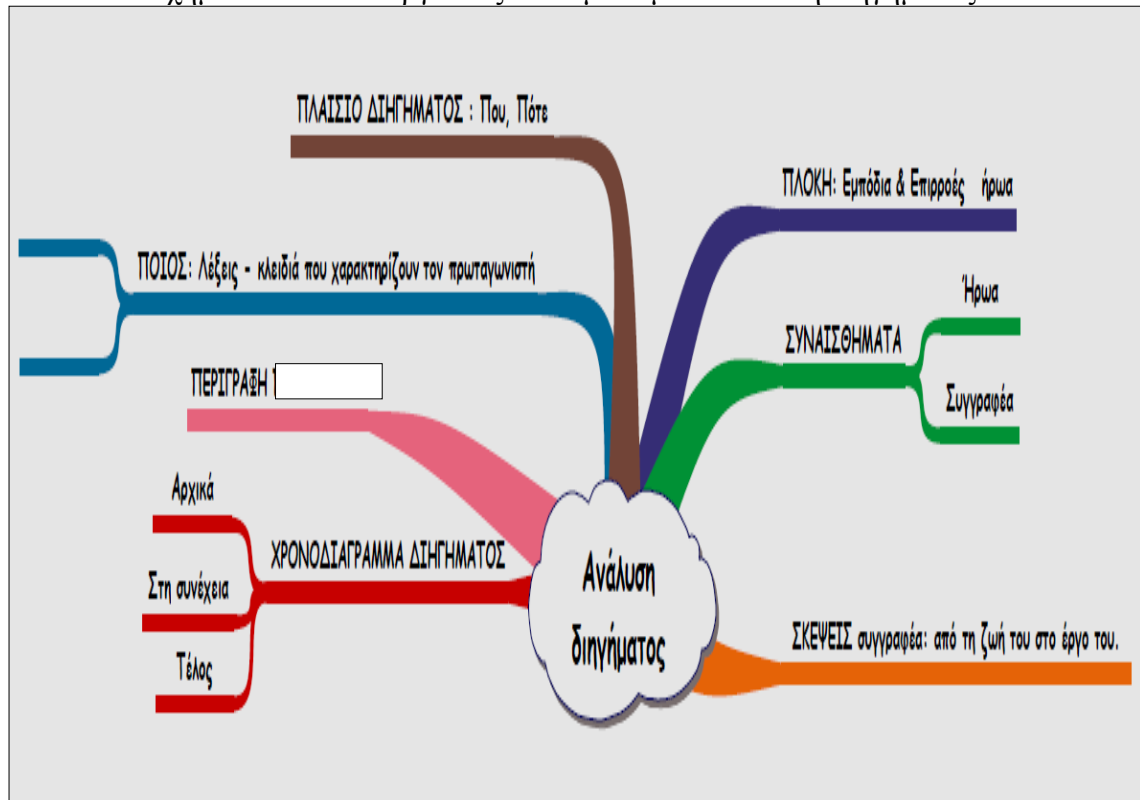 ΠΛΑΙΣΙΟ ΔΙΗΓΗΜΑΤΟΣ : Που, Πότε
ΠΛΟΚΗ: Εμπόδια & Επιρροές ήρωα
ΠΟΙΟΣ: Λέξεις - κλειδιά που χαρακτηρίζουν τον πρωταγωνιστή
Ήρωα
ΣΥΝΑΙΣΘΗΜΑΤΑ
Συγγραφέα
ΠΕΡΙΓΡΑΦΗ
Αρχικά
Στη συνέχεια
Τέλος
ΧΡΟΝΟΔΙΑΓΡΑΜΜΑ ΔΙΗΓΗΜΑΤΟΣ
Ανάλυση
διηγήματος
ΣΚΕΨΕΙΣ συγγραφέα: από τη ζωή του στο έργο του.